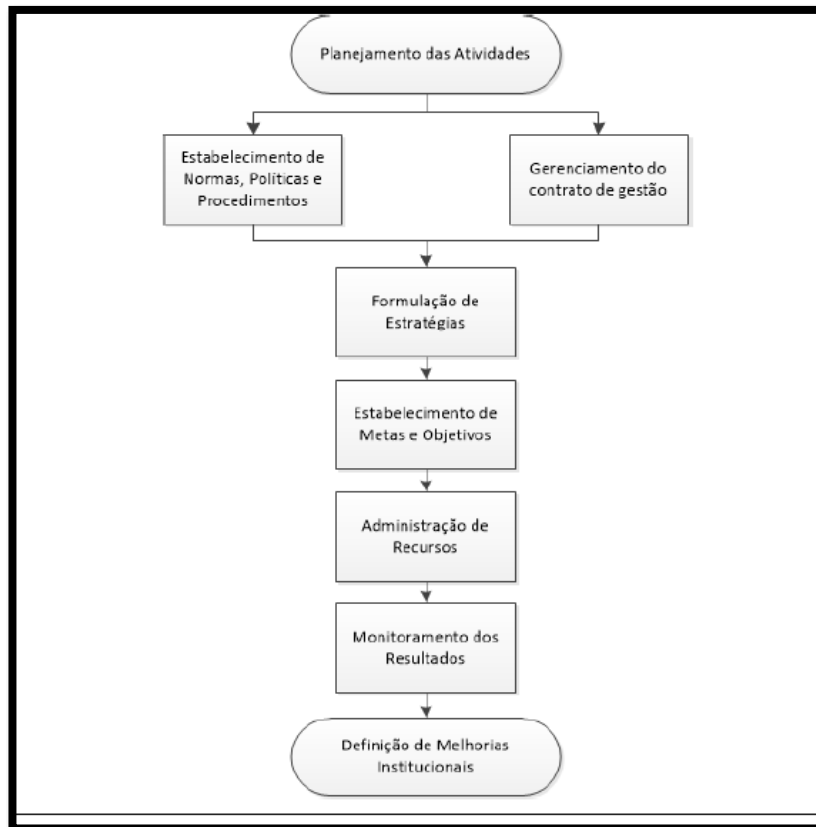 Planejamento das Atividades
Estabelecimento de
Normas, Políticas e
Procedimentos
Gerenciamento do
contrato de gestão
Formulação de
Estratégias
Estabelecimento de
Metas e Objetivos
Administração de
Recursos
Monitoramento dos
Resultados
Definição de Melhorias
Institucionais